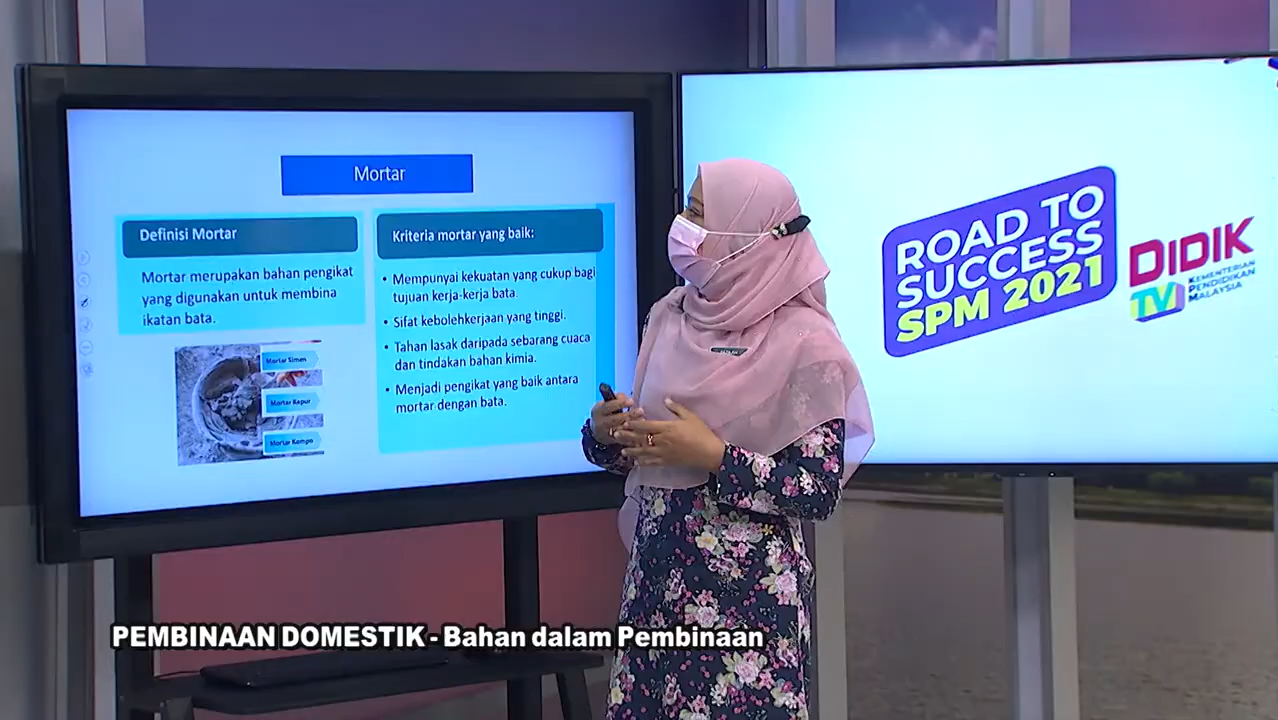 Mortar
Definisi Mortar
Mortar merupakan bahan pengikat
yang digunakan untuk membina
ikatan bata.
Mortar Simen
Mortar Kapur
Mortar Kompo
Kriteria mortar yang baik:
• Mempunyai kekuatan yang cukup bagi
tujuan kerja-kerja bata.
• Sifat kebolehkerjaan yang tinggi.
• Tahan lasak daripada sebarang cuaca
dan tindakan bahan kimia.
• Menjadi pengikat yang baik antara
mortar dengan bata.
ROAD TO
SUCCESS
SPM 2021
DIDIK
TV
KEMENTERIAN
PENDIDIKAN
MALAYSIA
PEMBINAAN DOMESTIK - Bahan dalam Pembinaan